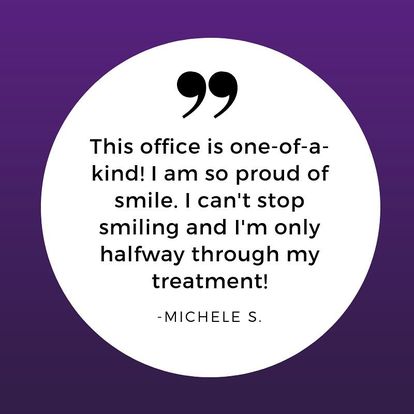 This office is one-of-a-
kind! I am so proud of
smile. I can't stop
smiling and I'm only
halfway through my
treatment!
-MICHELE S.